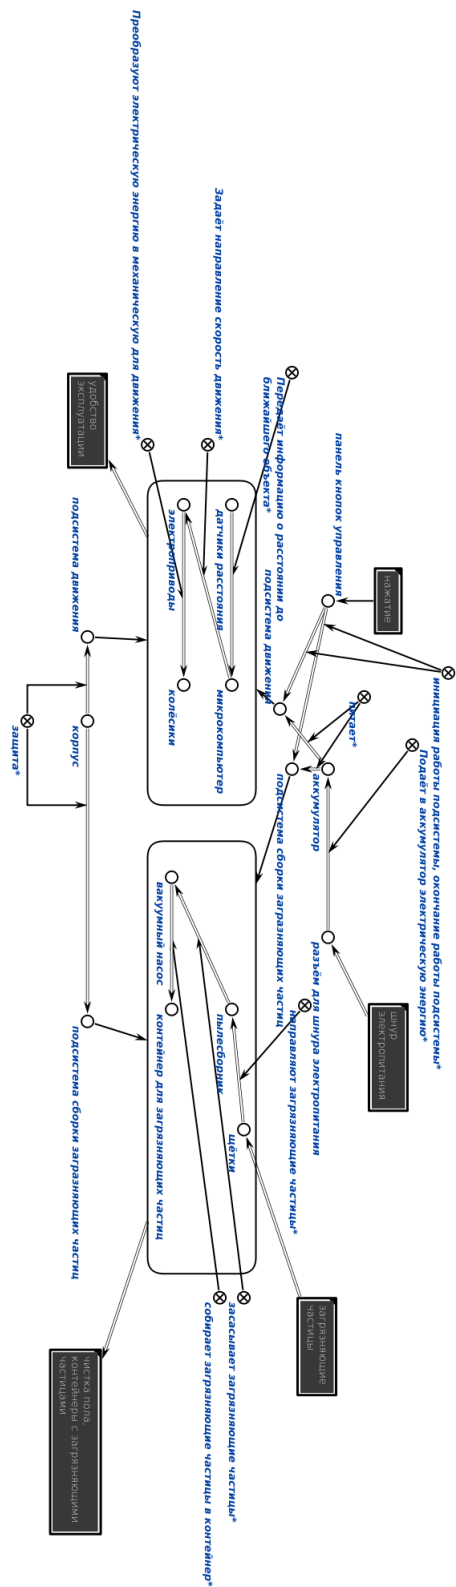 инициация работы подсистемы, окончание работы подсистемы*
Подаёт в аккумулятор электрическую энергию*
нажатие
шнур
электропитания
питает*
панель кнопок управления
аккумулятор
разъём для шнура электропитания
загрязняющие
частицы
направляют загрязняющие частицы*
Передаёт информацию о расстоянии до
ближайшего объекта*
подсистема движения
подсистема сборки загразняющих частиц
Задаёт направление скорость движения*
датчики расстояния
микрокомпьютер
пылесборник
щётки
засасывает загрязняющие частицы*
собирает загрязняющие частицы в контейнер*
электроприводы
колёсики
вакуумный насос
контейнер для загрязняющих частиц
Преобразуют электрическую энергию в механическую для движения*
удобство
эксплуатации
подсистема движения
корпус
подсистема сборки загразняющих частиц
чистка пола,
контейнеры с загрязняющими
частицами
защита*